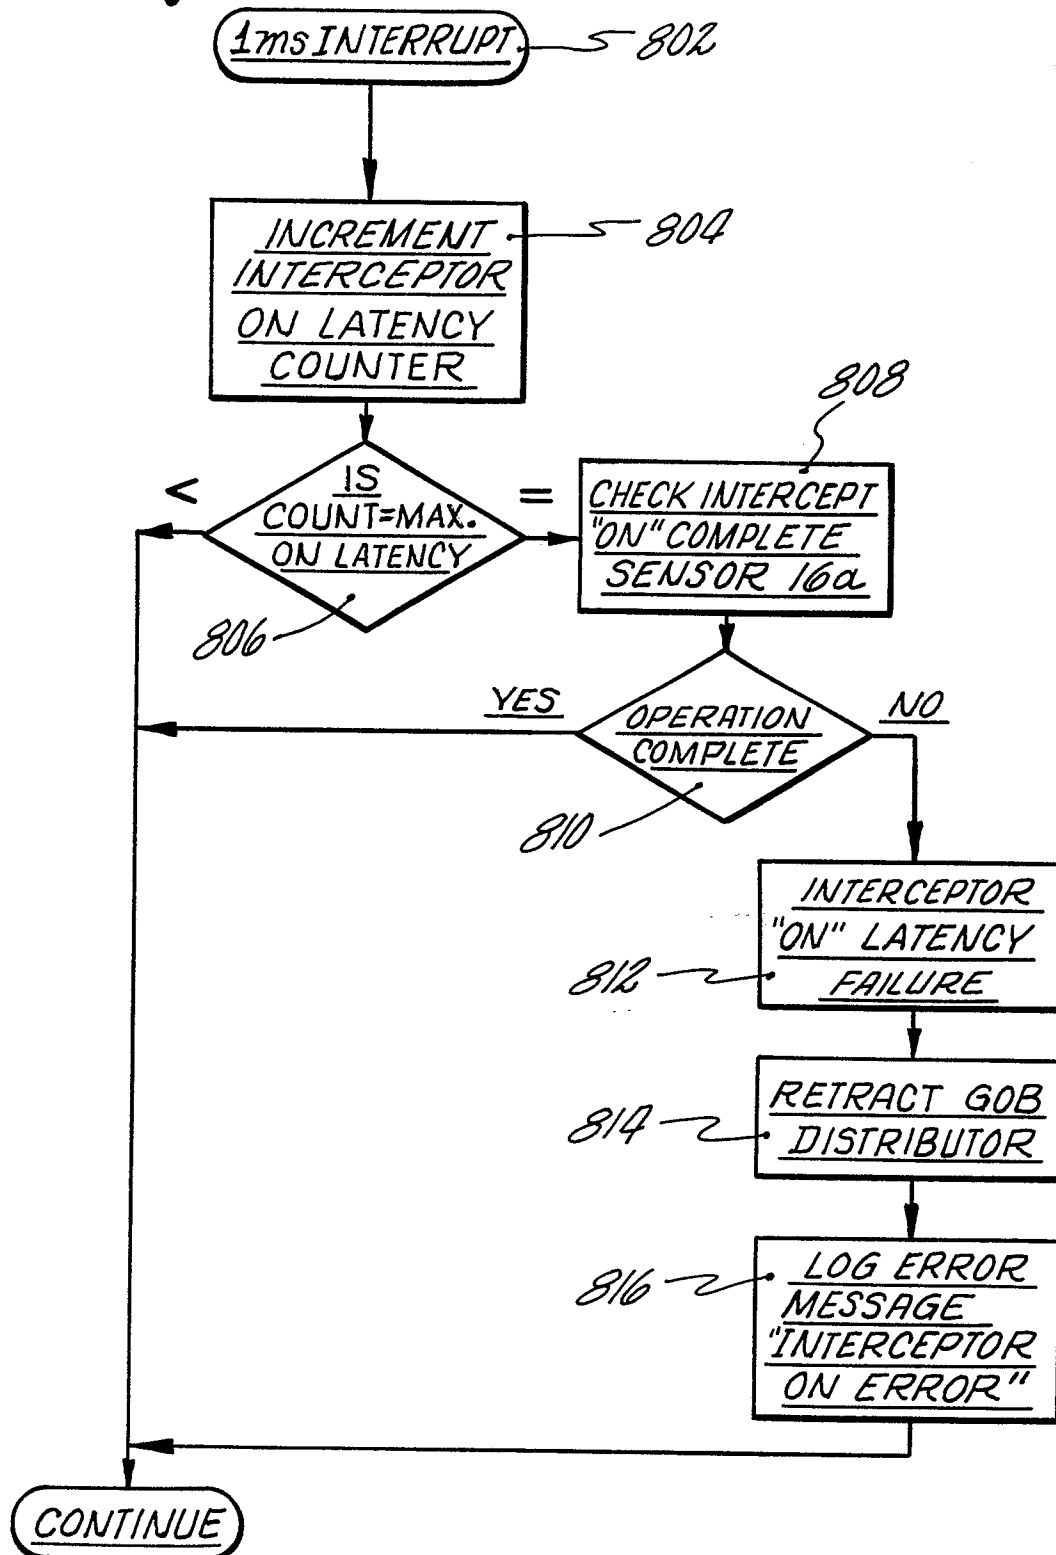 1ms INTERRUPT
802
INCREMENT
INTERCEPTOR
ON LATENCY
COUNTER
804
808
<
IS
COUNT=MAX.
ON LATENCY
=
806
CHECK INTERCEPT
"ON" COMPLETE
SENSOR 16a
YES
OPERATION
COMPLETE
NO
810
INTERCEPTOR
"ON" LATENCY
FAILURE
812
RETRACT GOB
DISTRIBUTOR
814
LOG ERROR
MESSAGE
"INTERCEPTOR
ON ERROR"
816
CONTINUE